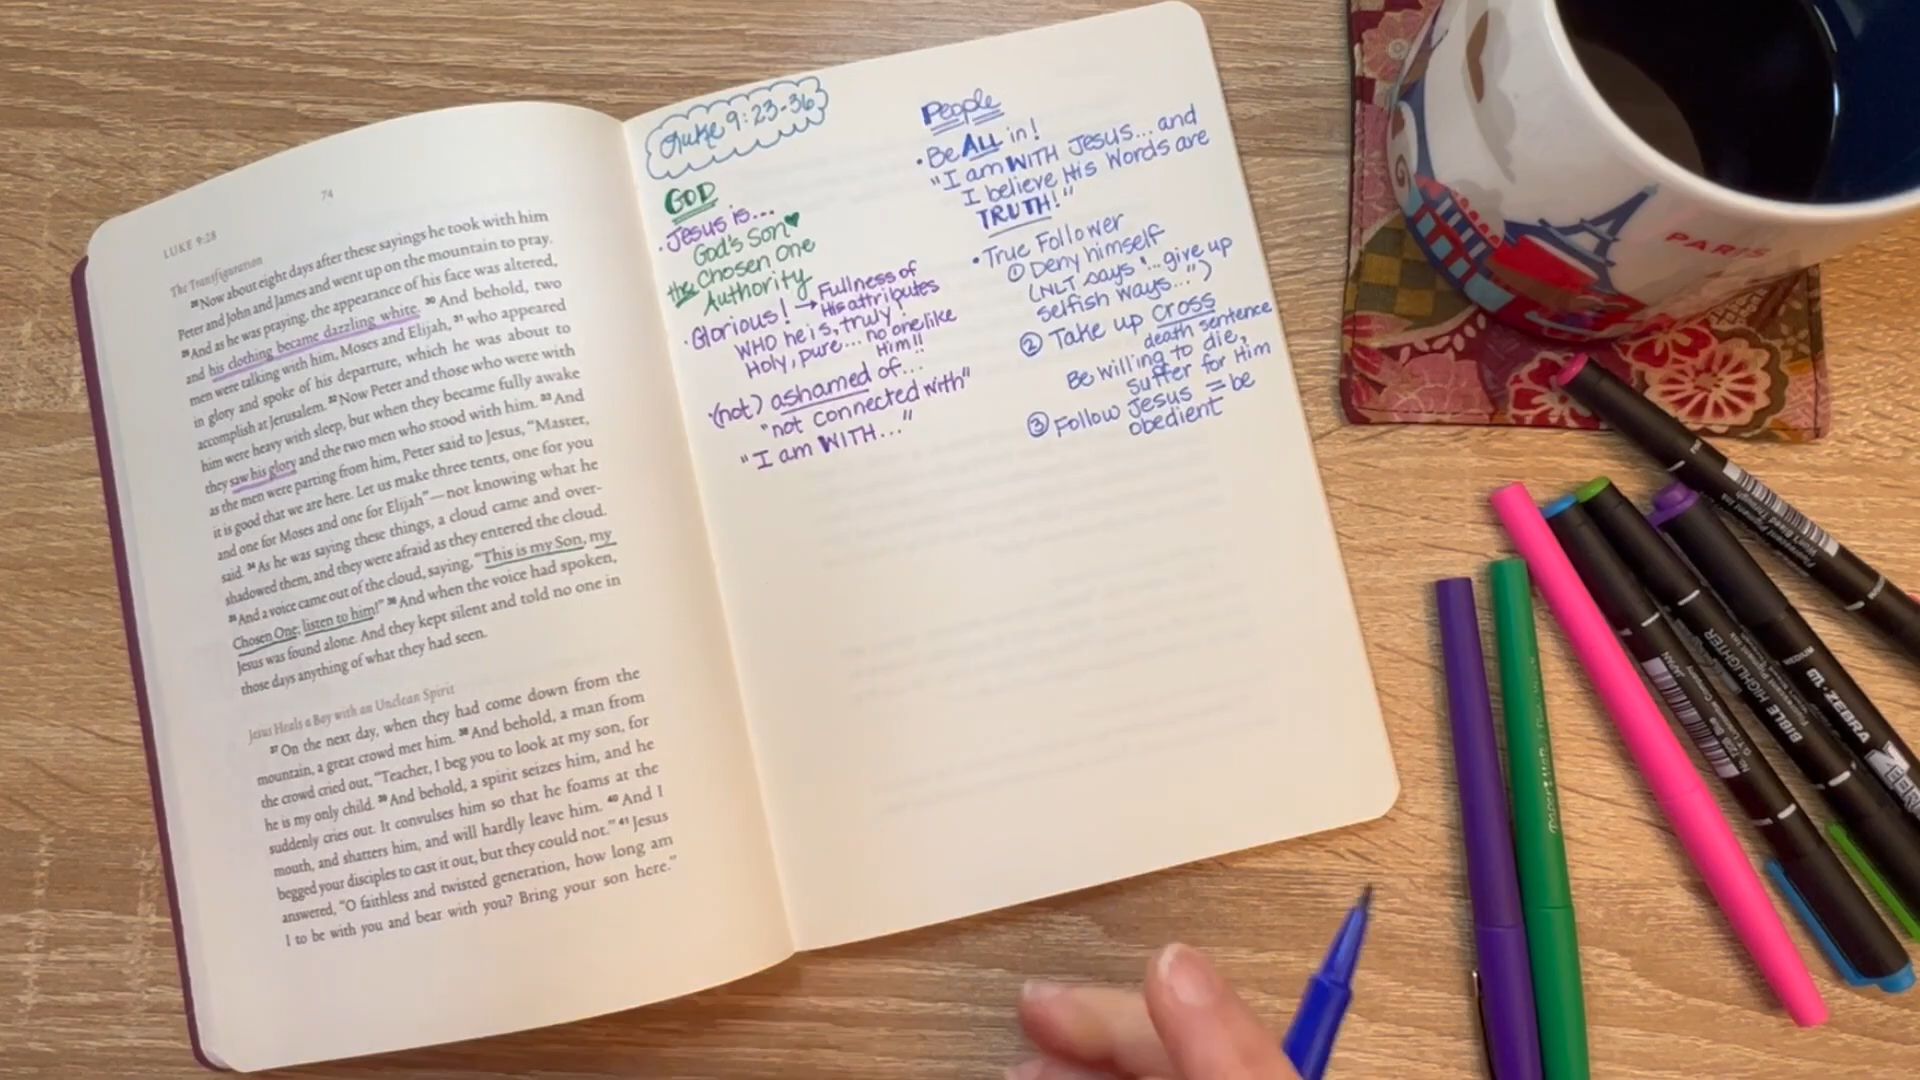 74
LUKE 9:28
The Transfiguration
28 Now about eight days after these sayings he took with him
Peter and John and James and went up on the mountain to pray.
29 And as he was praying, the appearance of his face was altered,
and his clothing became dazzling white. 30 And behold, two
men were talking with him, Moses and Elijah, 31 who appeared
in glory and spoke of his departure, which he was about to
accomplish at Jerusalem. 32 Now Peter and those who were with
him were heavy with sleep, but when they became fully awake
they saw his glory and the two men who stood with him. 33 And
as the men were parting from him, Peter said to Jesus, “Master,
it is good that we are here. Let us make three tents, one for you
and one for Moses and one for Elijah”—not knowing what he
said. 34 As he was saying these things, a cloud came and over-
shadowed them, and they were afraid as they entered the cloud.
35 And a voice came out of the cloud, saying, “This is my Son, my
Chosen One; listen to him!” 36 And when the voice had spoken,
Jesus was found alone. And they kept silent and told no one in
those days anything of what they had seen.
Jesus Heals a Boy with an Unclean Spirit
37 On the next day, when they had come down from the
mountain, a great crowd met him. 38 And behold, a man from
the crowd cried out, “Teacher, I beg you to look at my son, for
he is my only child. 39 And behold, a spirit seizes him, and he
suddenly cries out. It convulses him so that he foams at the
mouth, and shatters him, and will hardly leave him. 40 And I
begged your disciples to cast it out, but they could not.” 41 Jesus
answered, “O faithless and twisted generation, how long am
I to be with you and bear with you? Bring your son here.”
Luke 9:23-36
GOD
• Jesus is...
God's Son ♥
the Chosen One
Authority
• Glorious! → Fullness of
His attributes
WHO he is, truly!
Holy, pure... no one like
Him!!
• (not) ashamed of...
"not connected with"
"I am WITH..."
People
• Be ALL in!
"I am WITH Jesus... and
I believe His Words are
TRUTH!"
• True Follower
① Deny himself
(NLT says "...give up
selfish ways...")
② Take up cross
death sentence
Be willing to die,
suffer for Him
③ Follow Jesus = be
obedient
PARIS
BIBLE HIGHLIGHTER
MEDIUM
ZEBRA
JAPAN